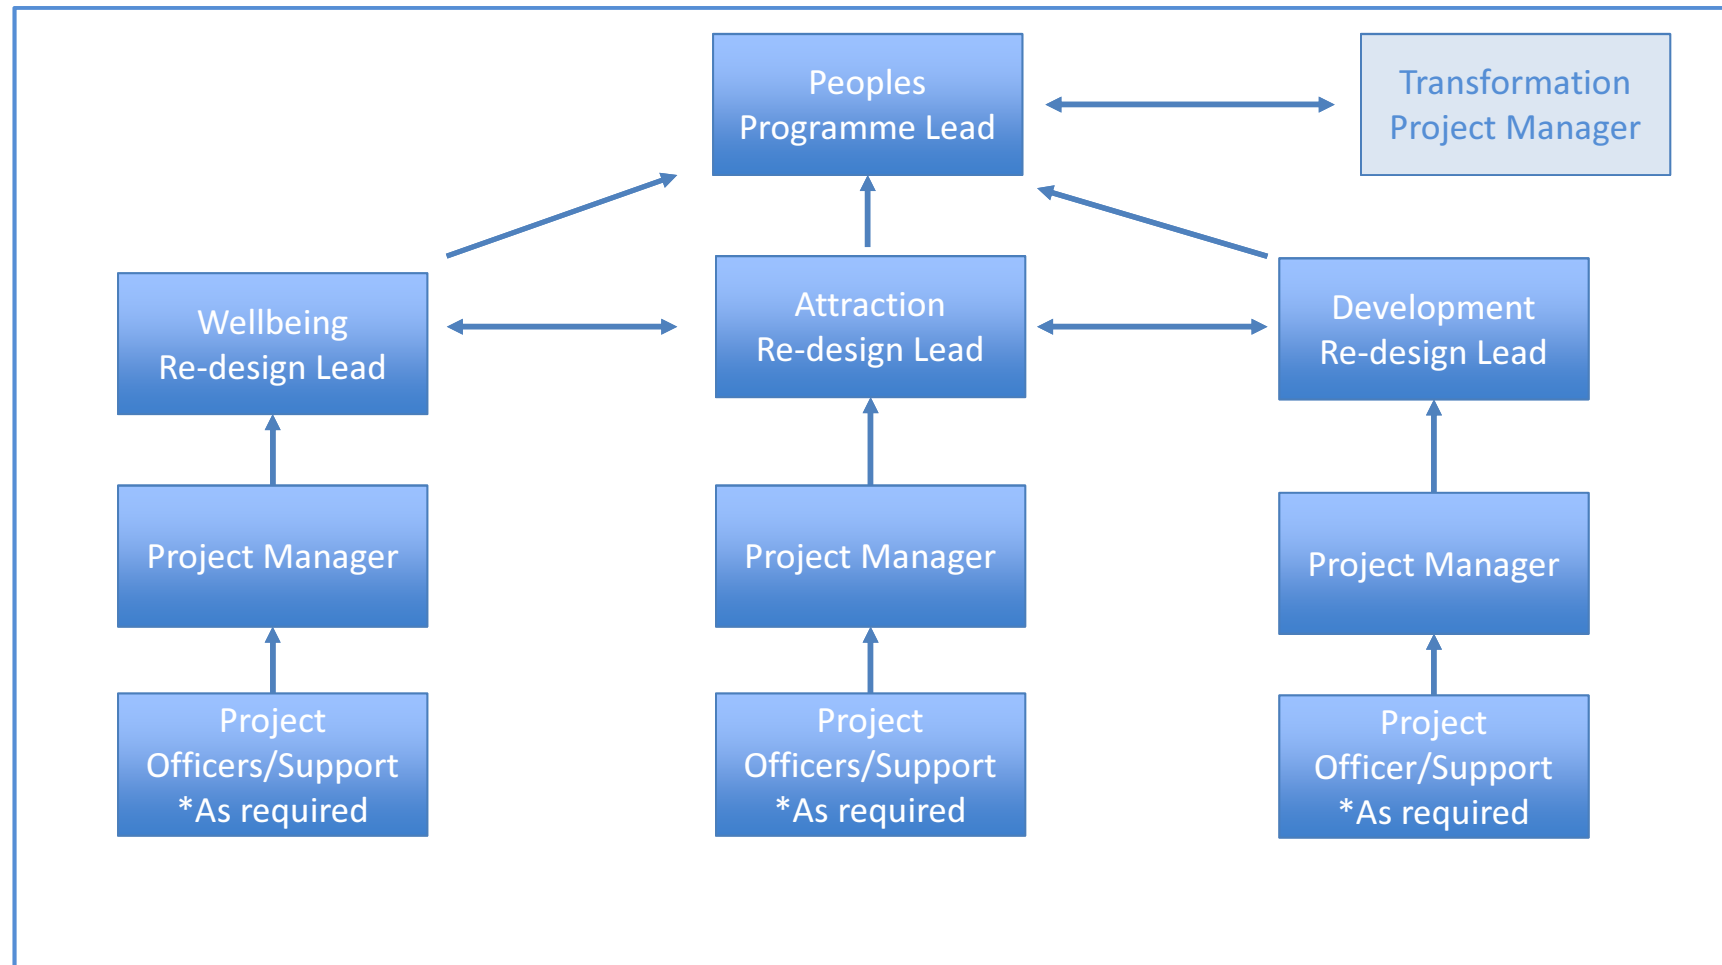 Peoples
Programme Lead
Transformation
Project Manager
Wellbeing
Re-design Lead
Attraction
Re-design Lead
Development
Re-design Lead
Project Manager
Project Manager
Project Manager
Project
Officers/Support
*As required
Project
Officers/Support
*As required
Project
Officer/Support
*As required